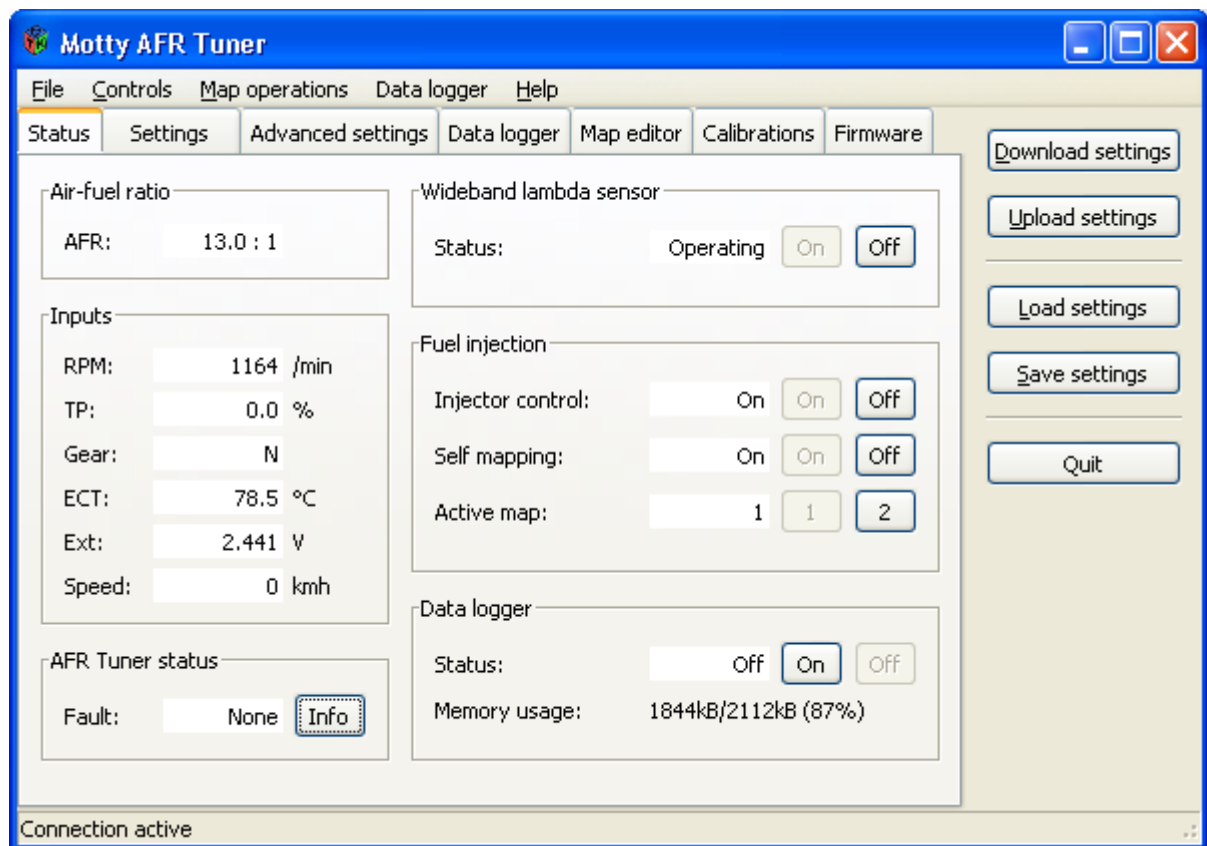 Motty AFR Tuner
File Controls Map operations Data logger Help
Status Settings Advanced settings Data logger Map editor Calibrations Firmware
Air-fuel ratio
AFR: 13.0 : 1
Inputs
RPM: 1164 /min
TP: 0.0 %
Gear: N
ECT: 78.5 °C
Ext: 2.441 V
Speed: 0 kmh
AFR Tuner status
Fault: None Info
Wideband lambda sensor
Status: Operating On Off
Fuel injection
Injector control: On On Off
Self mapping: On On Off
Active map: 1 1 2
Data logger
Status: Off On Off
Memory usage: 1844kB/2112kB (87%)
Download settings
Upload settings
Load settings
Save settings
Quit
Connection active